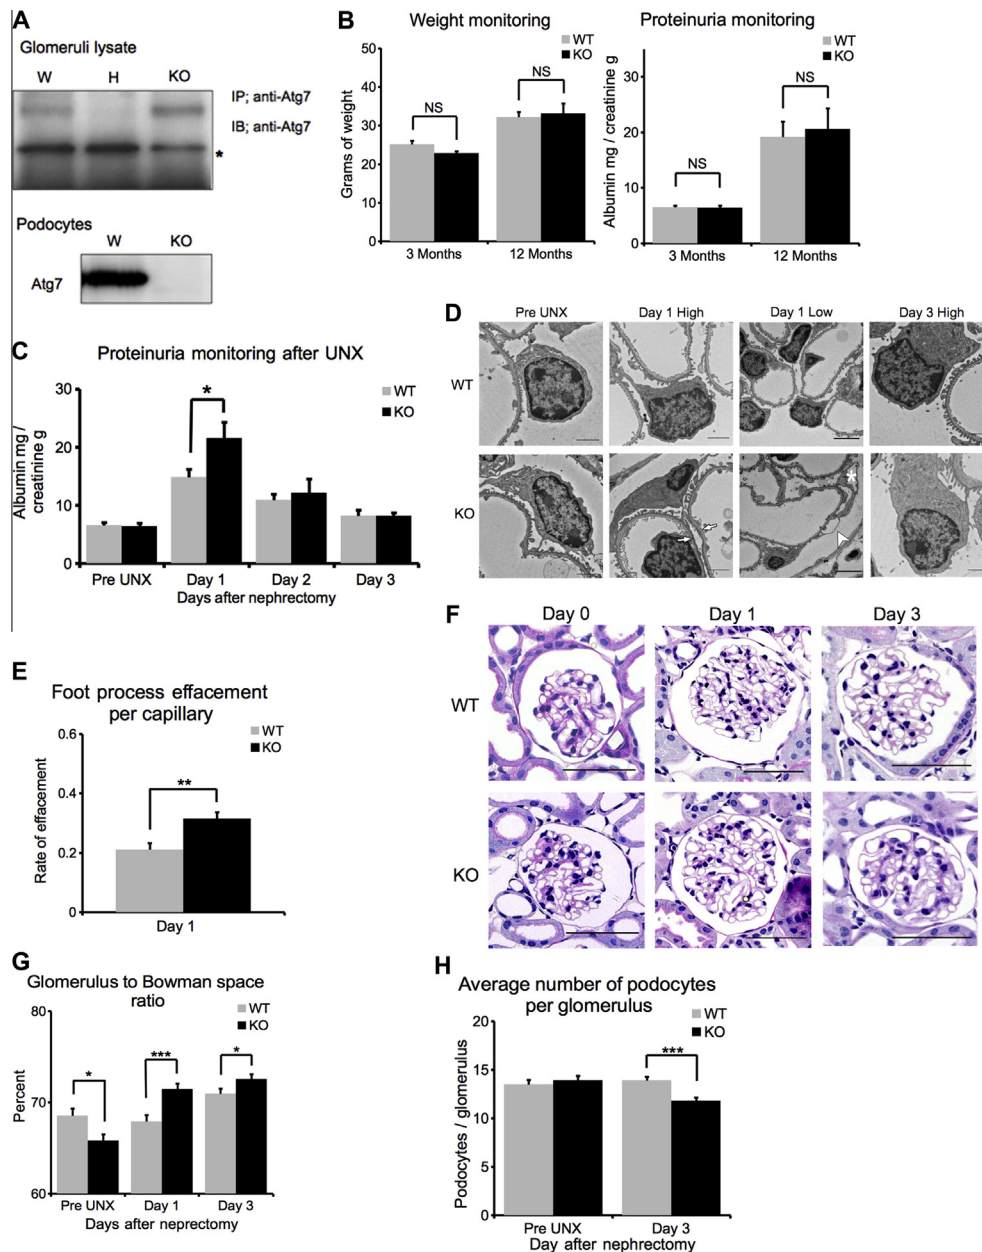 A
Glomeruli lysate
W H KO
IP; anti-Atg7
IB; anti-Atg7
*
Podocytes
W KO
Atg7
B
Weight monitoring
WT
KO
Grams of weight
50
40
30
20
10
0
NS
NS
3 Months 12 Months
Proteinuria monitoring
WT
KO
Albumin mg / creatinine g
30
20
10
0
NS
NS
3 Months 12 Months
C
Proteinuria monitoring after UNX
WT
KO
Albumin mg /
creatinine g
30
20
10
0
*
Pre UNX Day 1 Day 2 Day 3
Days after nephrectomy
D
Pre UNX Day 1 High Day 1 Low Day 3 High
WT
KO
*
E
Foot process effacement
per capillary
WT
KO
Rate of effacement
0.6
0.4
0.2
0
**
Day 1
F
Day 0 Day 1 Day 3
WT
KO
G
Glomerulus to Bowman space
ratio
WT
KO
Percent
80
70
60
*
***
*
Pre UNX Day 1 Day 3
Days after neprectomy
H
Average number of podocytes
per glomerulus
WT
KO
Podocytes / glomerulus
20
15
10
5
0
***
Pre UNX Day 3
Day after nephrectomy